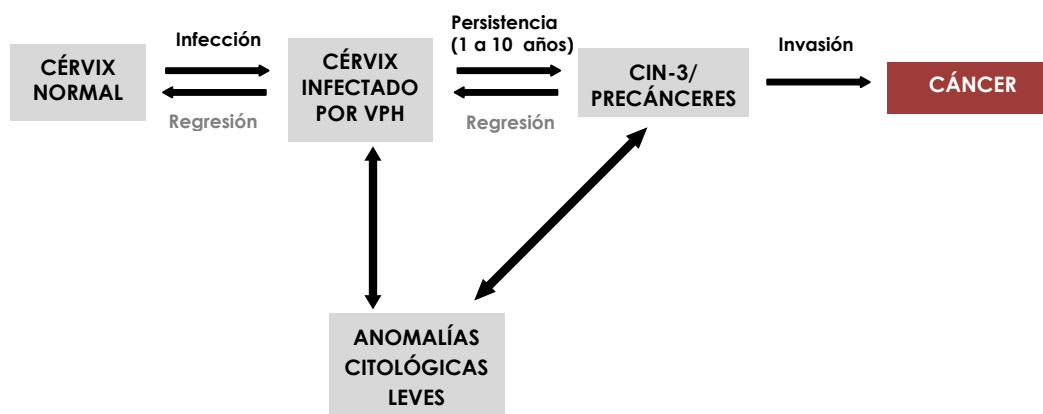 Infección
Persistencia
(1 a 10 años)
Invasión
CÉRVIX
NORMAL
CÉRVIX
INFECTADO
POR VPH
CIN-3/
PRECÁNCERES
CÁNCER
Regresión
Regresión
ANOMALÍAS
CITOLÓGICAS
LEVES